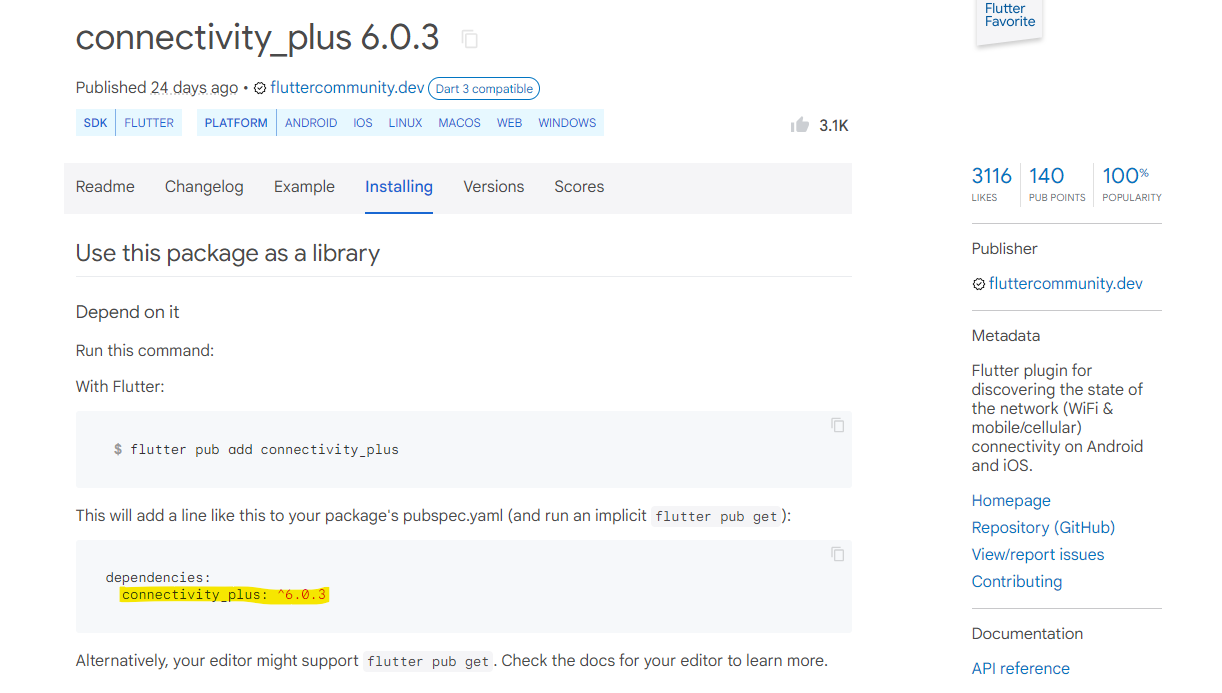 Flutter
Favorite
connectivity_plus 6.0.3
Published 24 days ago • fluttercommunity.dev Dart 3 compatible
SDK FLUTTER PLATFORM ANDROID IOS LINUX MACOS WEB WINDOWS
3.1K
Readme Changelog Example Installing Versions Scores
3116 140 100%
LIKES PUB POINTS POPULARITY
Use this package as a library
Depend on it
Run this command:
With Flutter:
$ flutter pub add connectivity_plus
This will add a line like this to your package's pubspec.yaml (and run an implicit flutter pub get):
dependencies:
connectivity_plus: ^6.0.3
Alternatively, your editor might support flutter pub get. Check the docs for your editor to learn more.
Publisher
fluttercommunity.dev
Metadata
Flutter plugin for
discovering the state of
the network (WiFi &
mobile/cellular)
connectivity on Android
and iOS.
Homepage
Repository (GitHub)
View/report issues
Contributing
Documentation
API reference